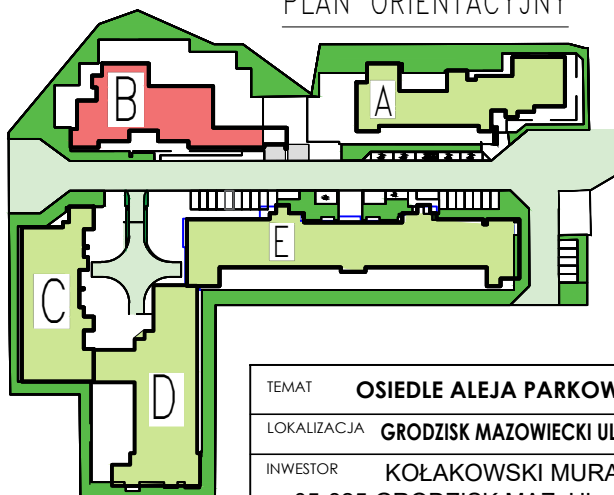 PLAN ORIENTACYJNY
B
A
E
C
D
TEMAT OSIEDLE ALEJA PARKOW
LOKALIZACJA GRODZISK MAZOWIECKI UL
INWESTOR KOŁAKOWSKI MURA